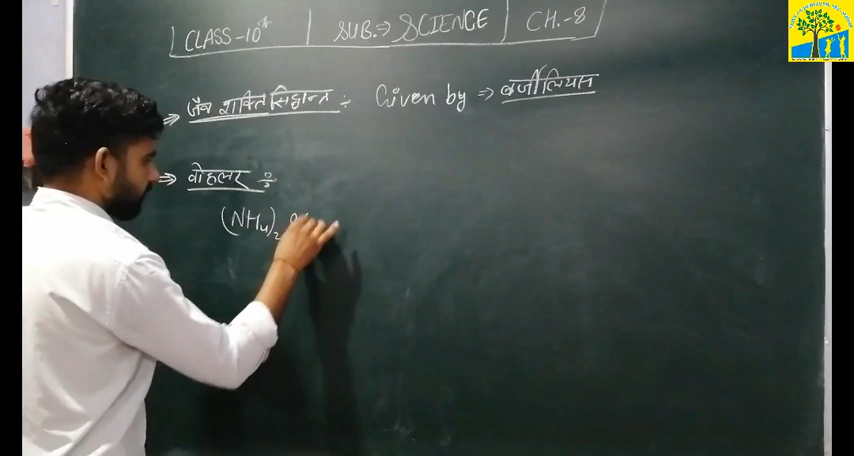 CLASS-10th | SUB.⇒SCIENCE | CH.-8
⇒ जैव शक्ति सिद्धान्त ÷ Given by ⇒ बर्जीलियस
⇒ वोहलर ÷
(NH4)2